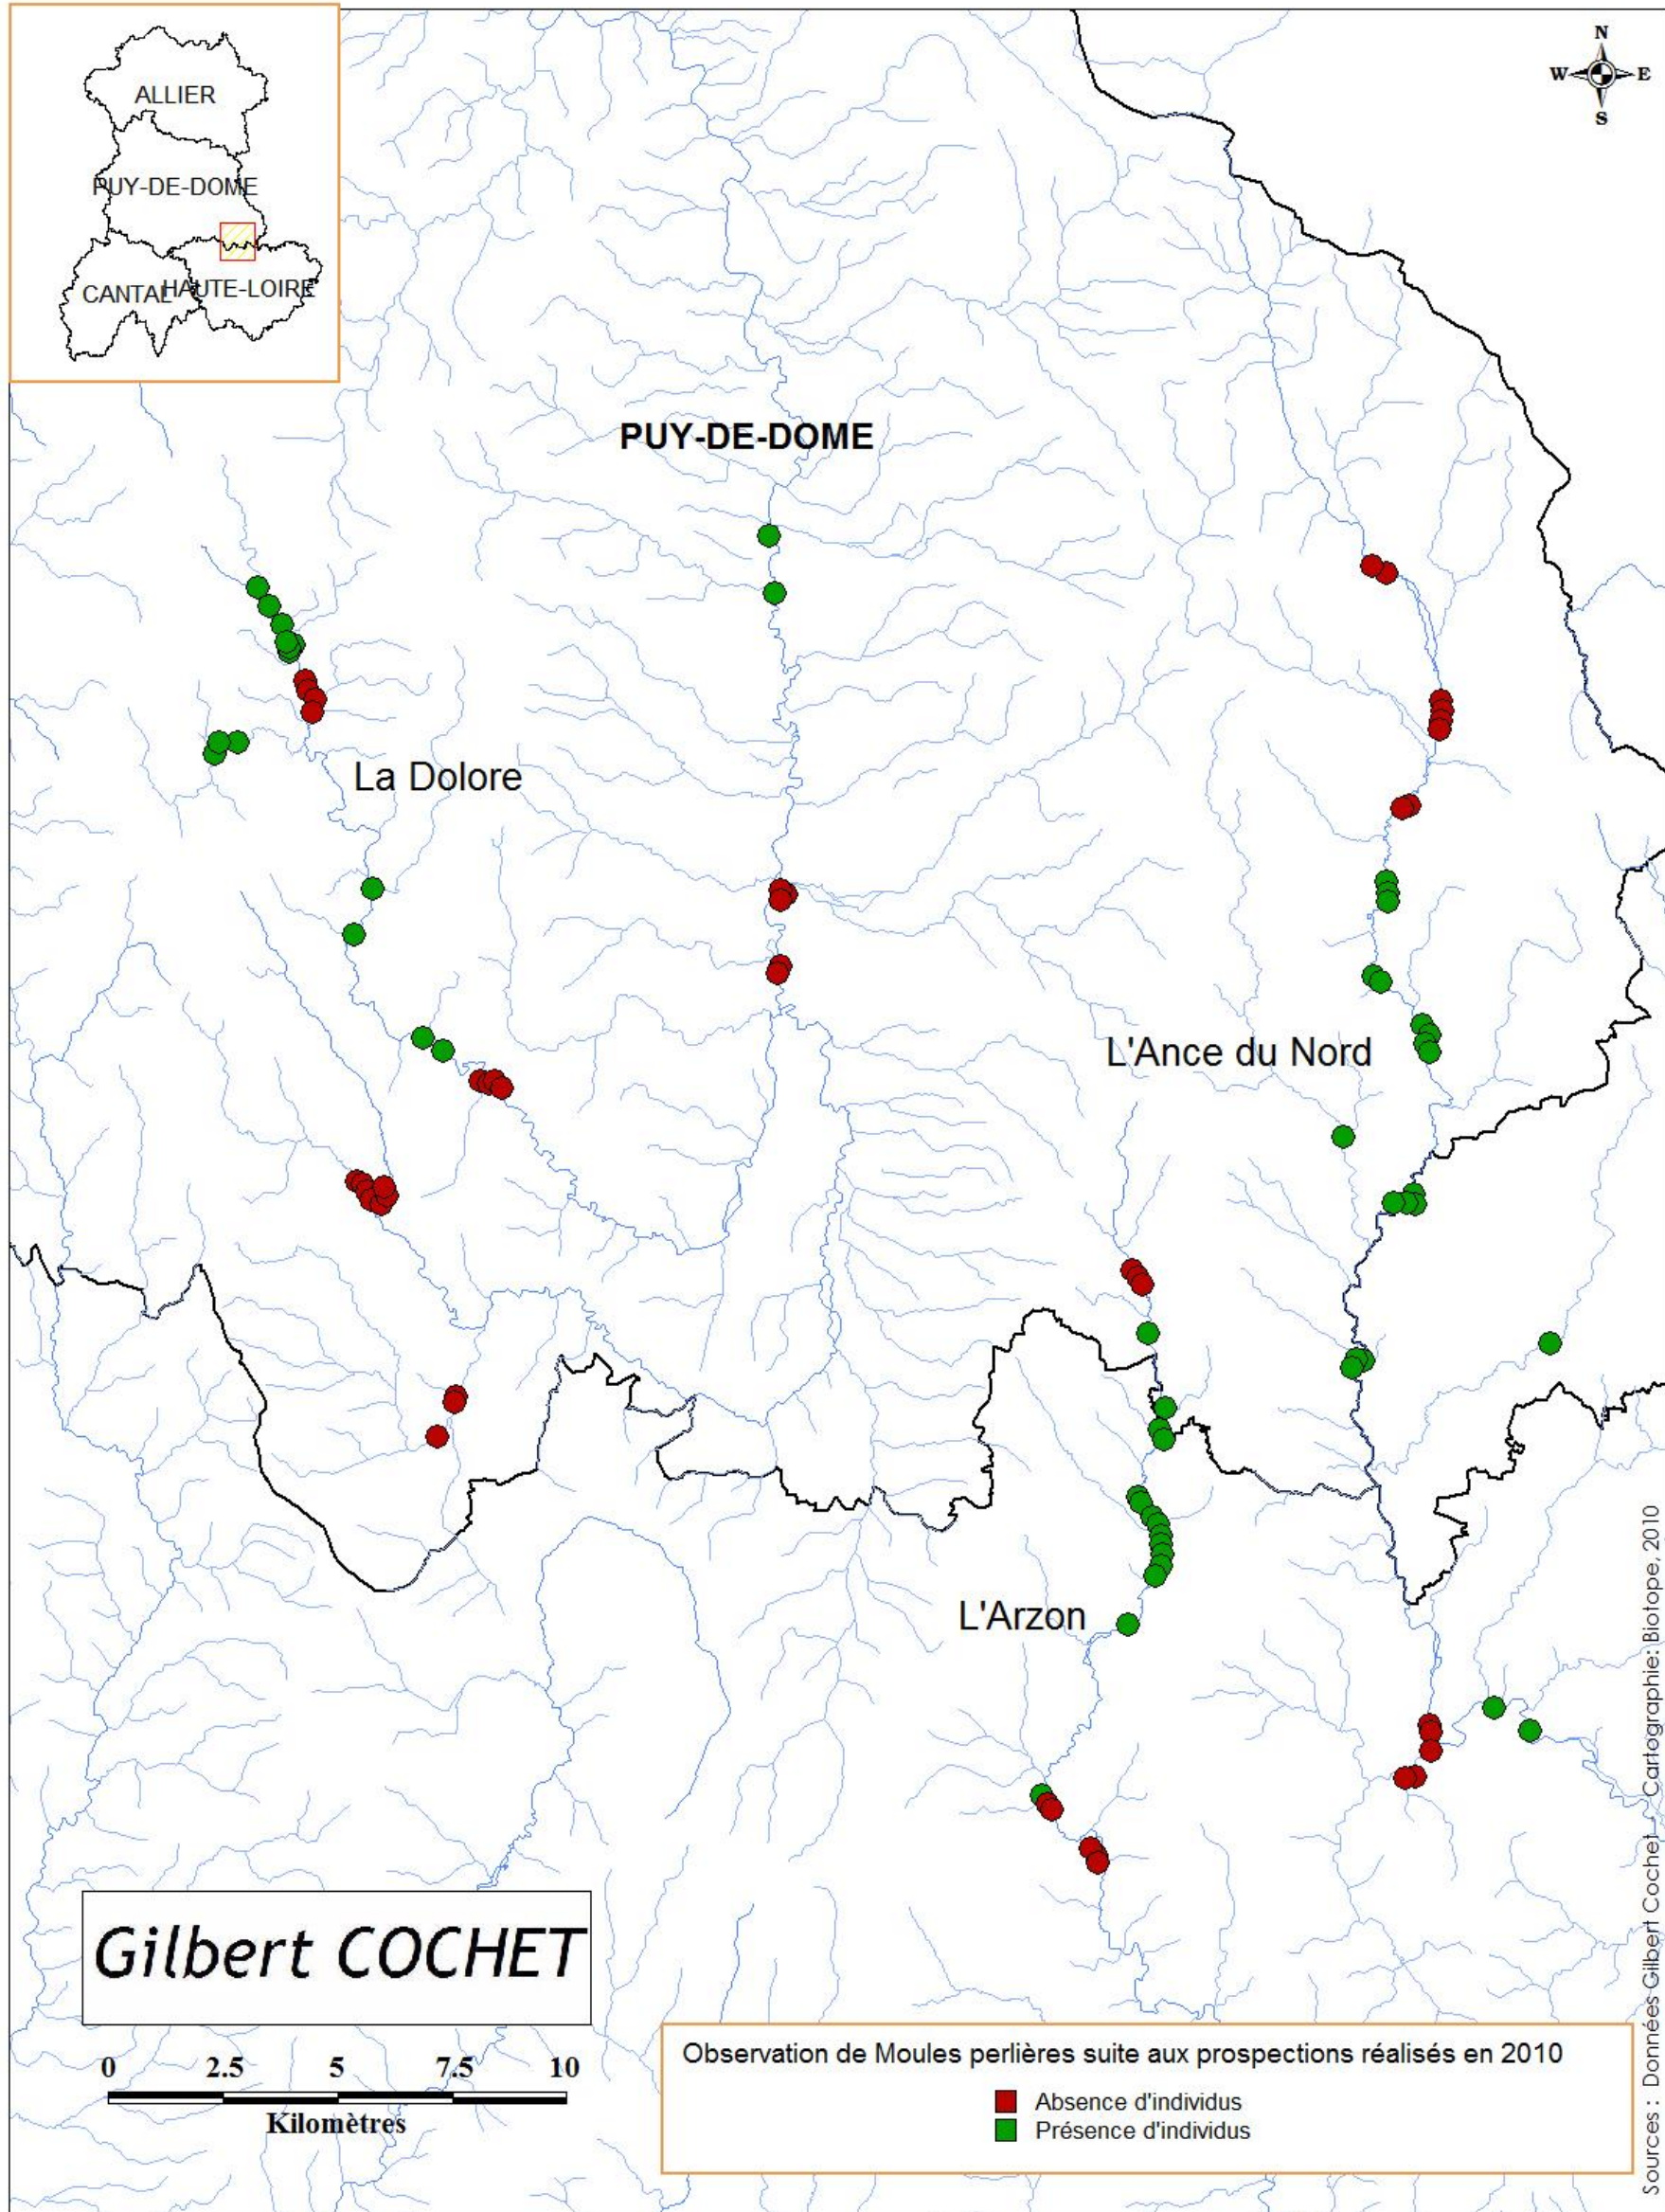 ALLIER
PUY-DE-DOME
CANTAL
HAUTE-LOIRE
N
W
E
S
PUY-DE-DOME
La Dolore
L'Ance du Nord
L'Arzon
Gilbert COCHET
0 2.5 5 7.5 10
Kilomètres
Observation de Moules perlières suite aux prospections réalisés en 2010
Absence d'individus
Présence d'individus
Sources : Données Gilbert Cochet - Cartographie: Biotope, 2010